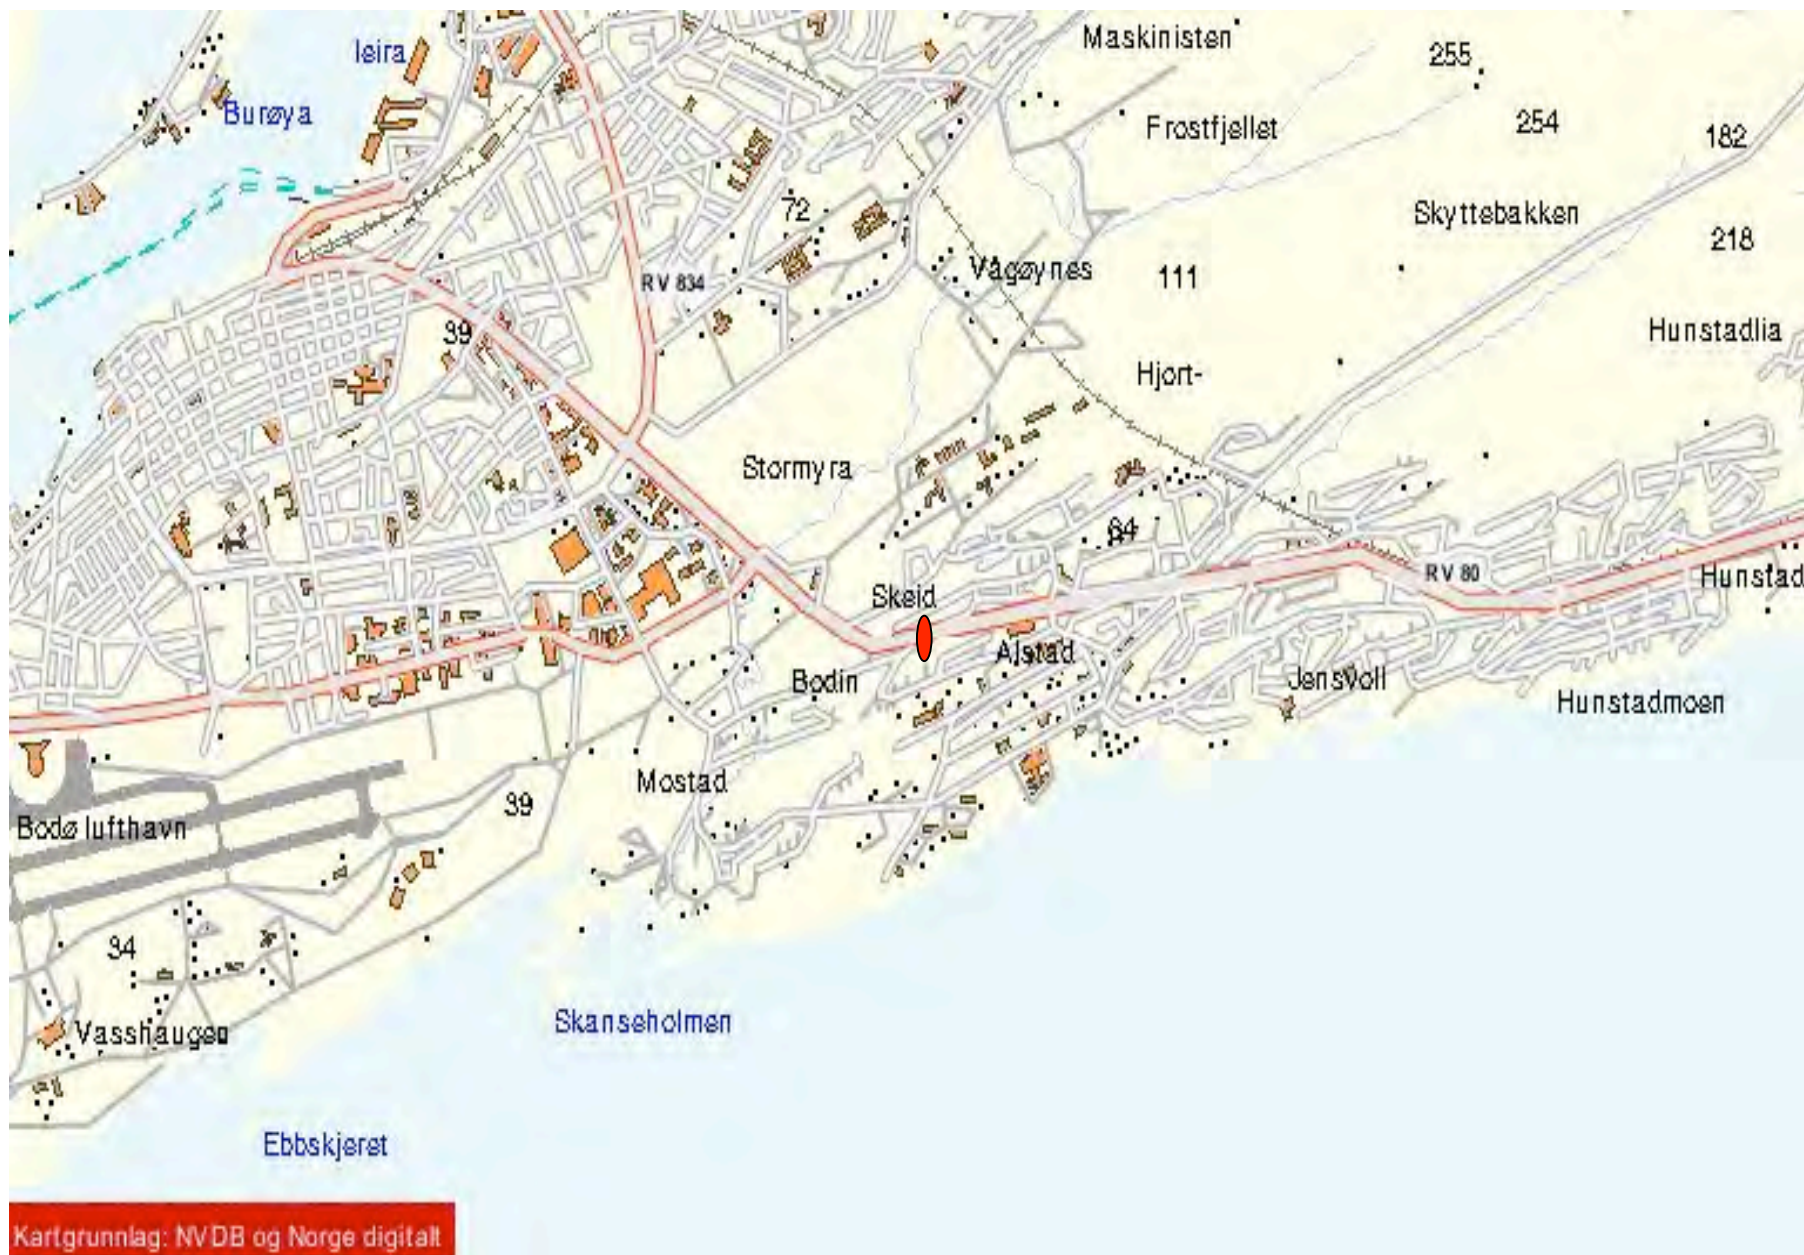 Maskinisten
leira
255
Burøya
Frostfjellet
254
182
72
Skyttebakken
218
Vågøynes
111
RV 834
39
Hunstadlia
Hjort-
Stormyra
64
RV 80
Hunstad
Skeid
Alstad
Bodin
Jensvoll
Hunstadmoen
Mostad
39
Bodø lufthavn
34
Vasshaugen
Skanseholmen
Ebbskjeret
Kartgrunnlag: NVDB og Norge digitalt